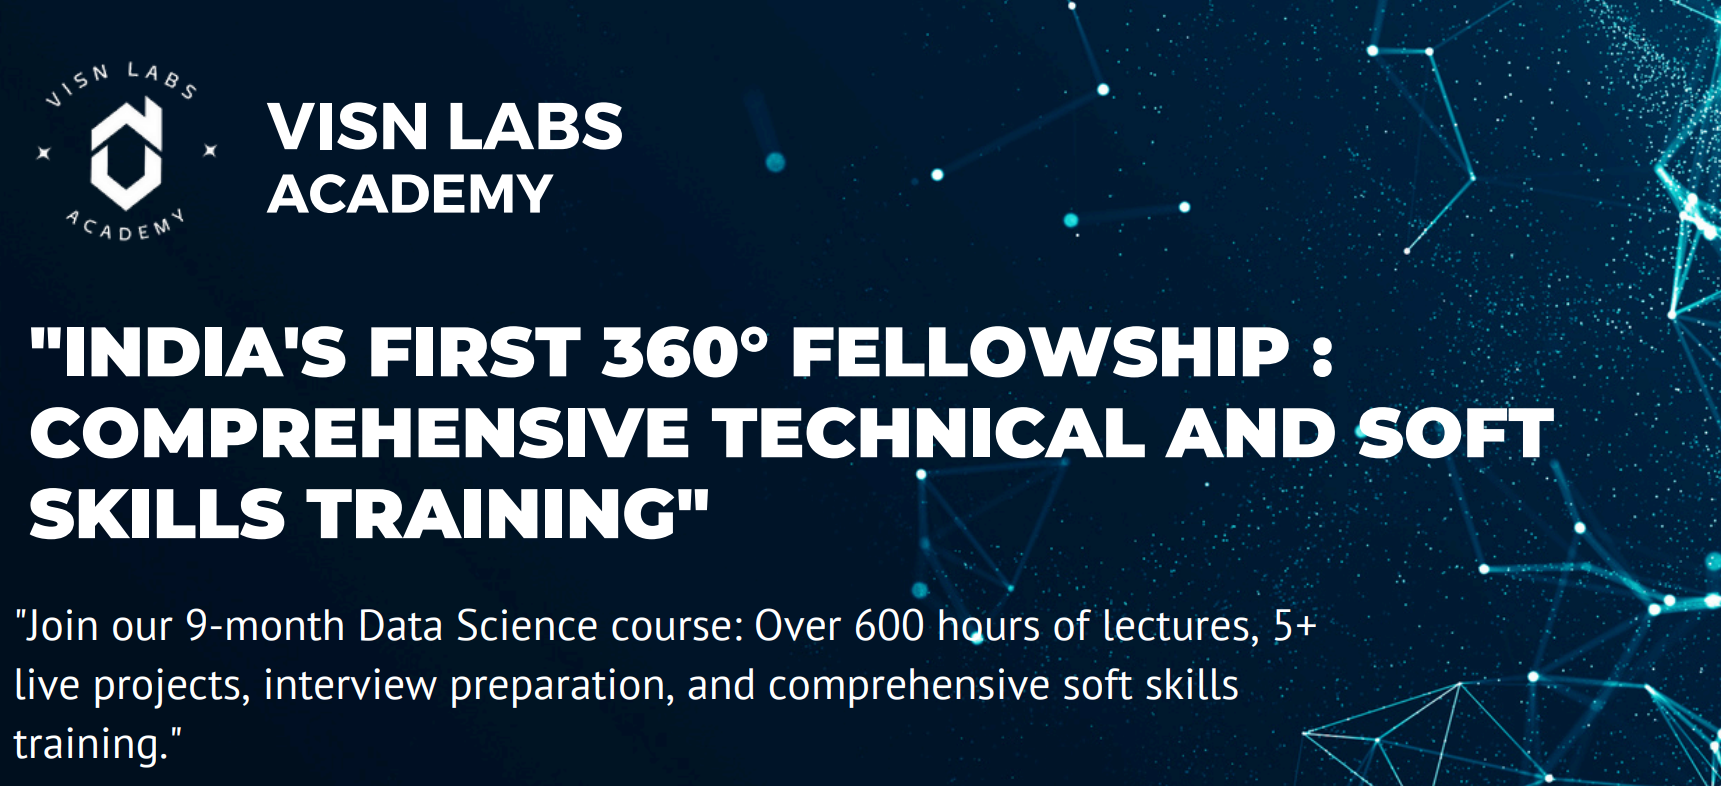 VISN LABS
ACADEMY
VISN LABS
ACADEMY
"INDIA'S FIRST 360° FELLOWSHIP :
COMPREHENSIVE TECHNICAL AND SOFT
SKILLS TRAINING"
"Join our 9-month Data Science course: Over 600 hours of lectures, 5+
live projects, interview preparation, and comprehensive soft skills
training."